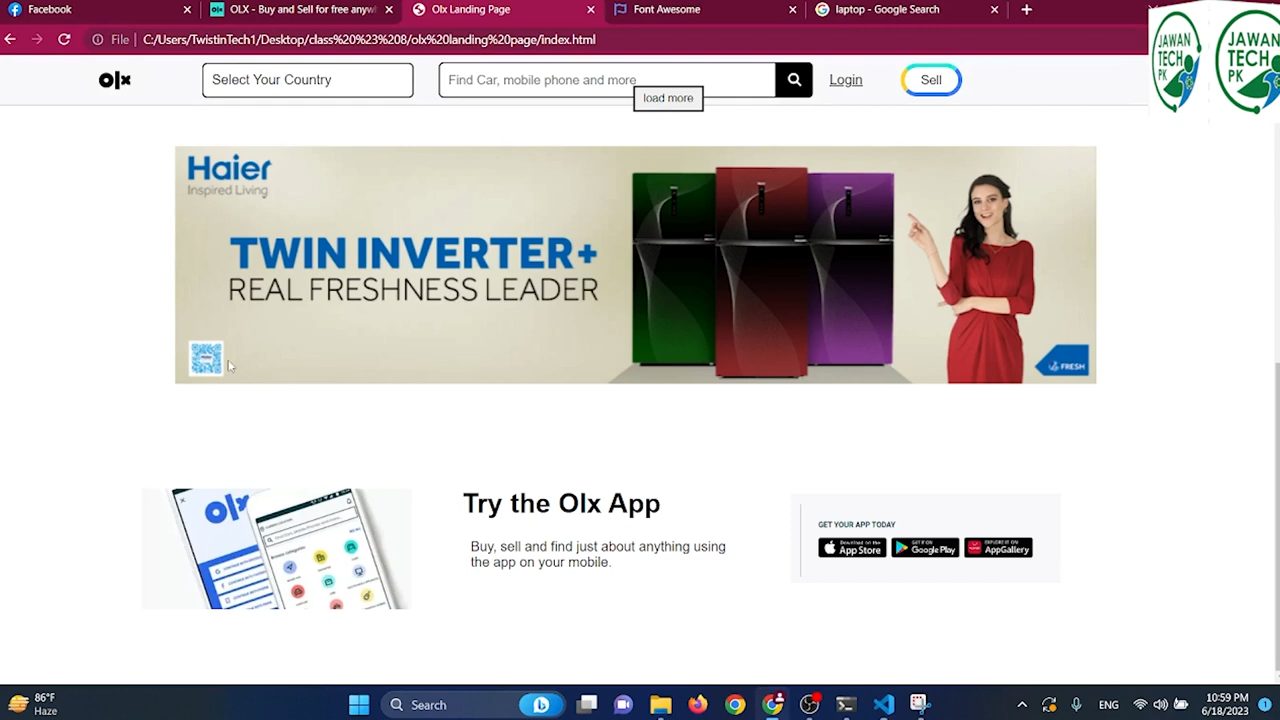 Facebook
OLX - Buy and Sell for free anyw
Olx Landing Page
Font Awesome
laptop - Google Search
File
C:/Users/TwistinTech1/Desktop/class%20%23%208/olx%20landing%20page/index.html
JAWAN
TECH
PK
JAWAN
TECH
PK
olx
Select Your Country
Find Car, mobile phone and more
Login
Sell
load more
Haier
Inspired Living
TWIN INVERTER+
REAL FRESHNESS LEADER
FRESH
olx
Try the Olx App
Buy, sell and find just about anything using
the app on your mobile.
GET YOUR APP TODAY
Download on the
App Store
GET IT ON
Google Play
EXPLORE IT ON
AppGallery
86°F
Haze
Search
ENG
10:59 PM
6/18/2023